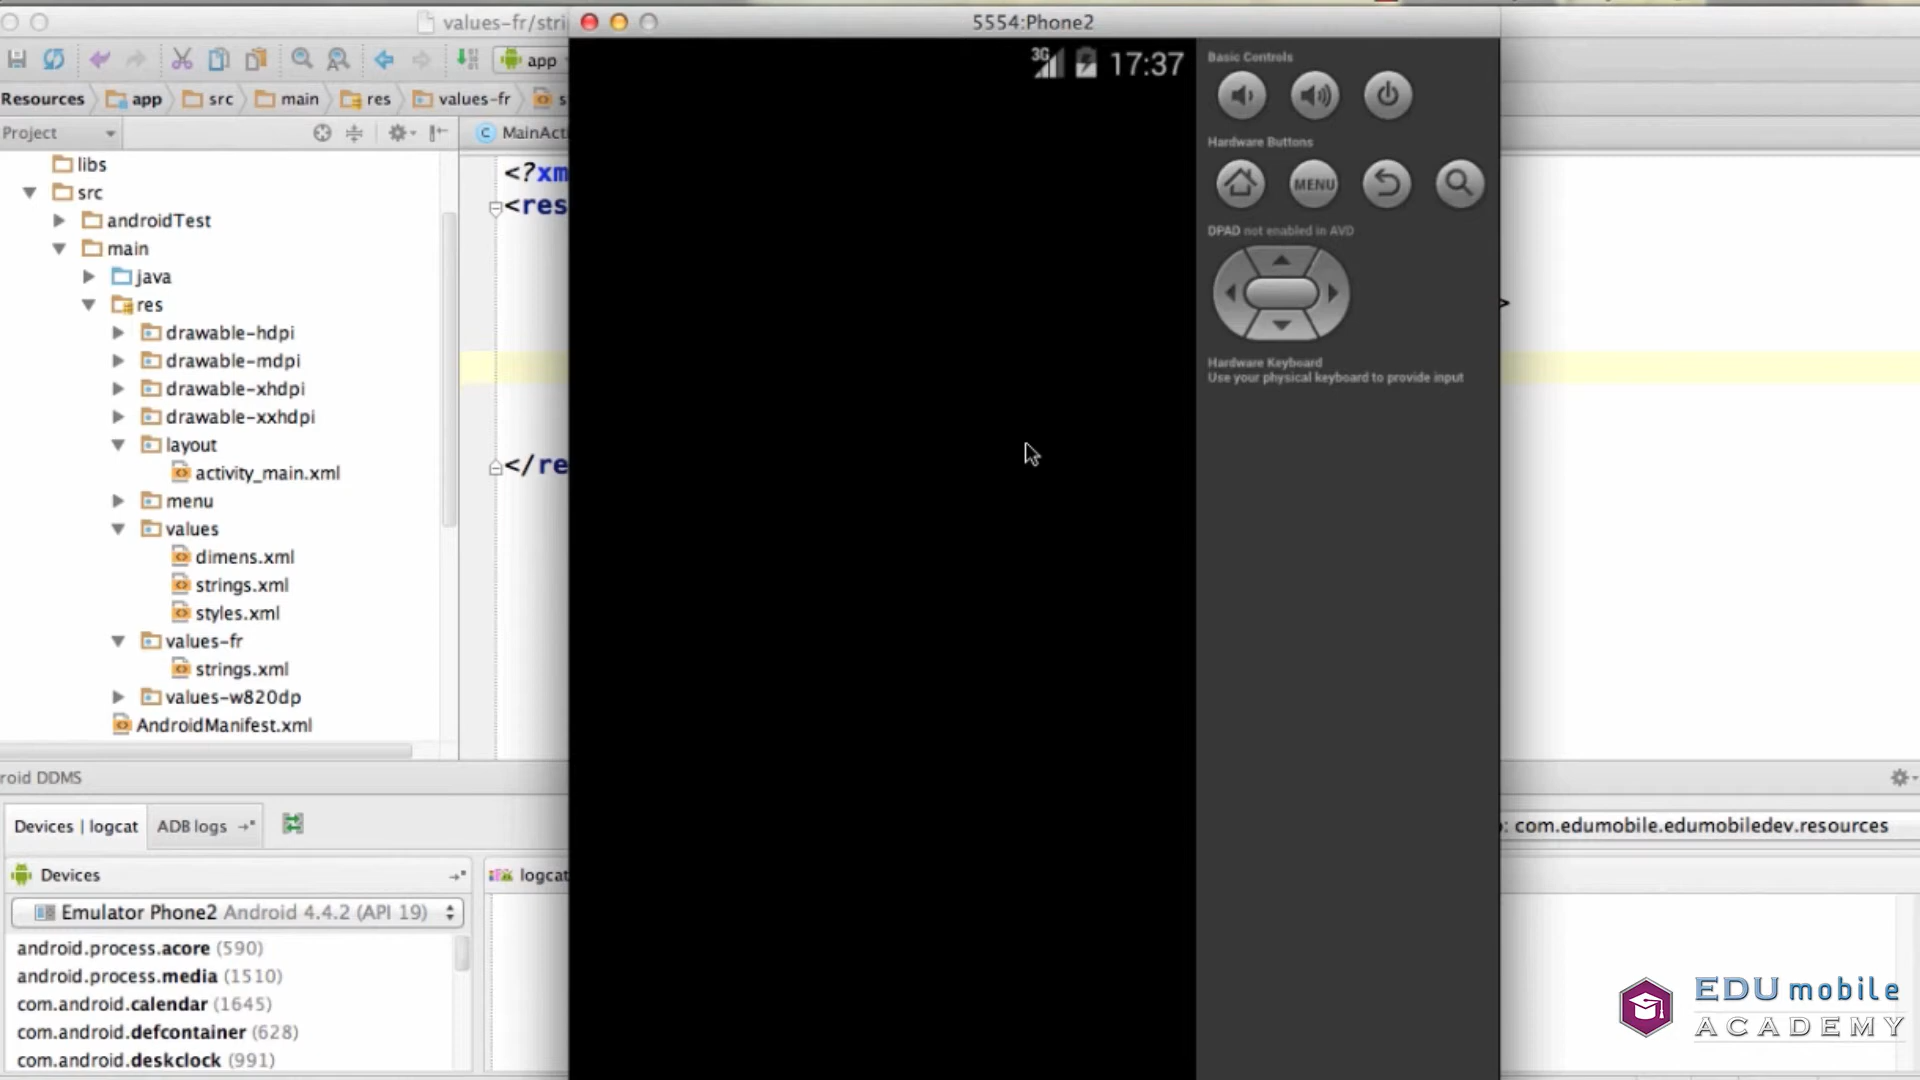 values-fr/stri
5554:Phone2
app
Resources app src main res values-fr s
Project
MainActi
libs
src
androidTest
main
java
res
drawable-hdpi
drawable-mdpi
drawable-xhdpi
drawable-xxhdpi
layout
activity_main.xml
menu
values
dimens.xml
strings.xml
styles.xml
values-fr
strings.xml
values-w820dp
AndroidManifest.xml
<?xm
<res
</re
>
3G 17:37
Basic Controls
Hardware Buttons
MENU
DPAD not enabled in AVD
Hardware Keyboard
Use your physical keyboard to provide input
roid DDMS
Devices | logcat
ADB logs
: com.edumobile.edumobiledev.resources
Devices
logcat
Emulator Phone2 Android 4.4.2 (API 19)
android.process.acore (590)
android.process.media (1510)
com.android.calendar (1645)
com.android.defcontainer (628)
com.android.deskclock (991)
EDU mobile
ACADEMY